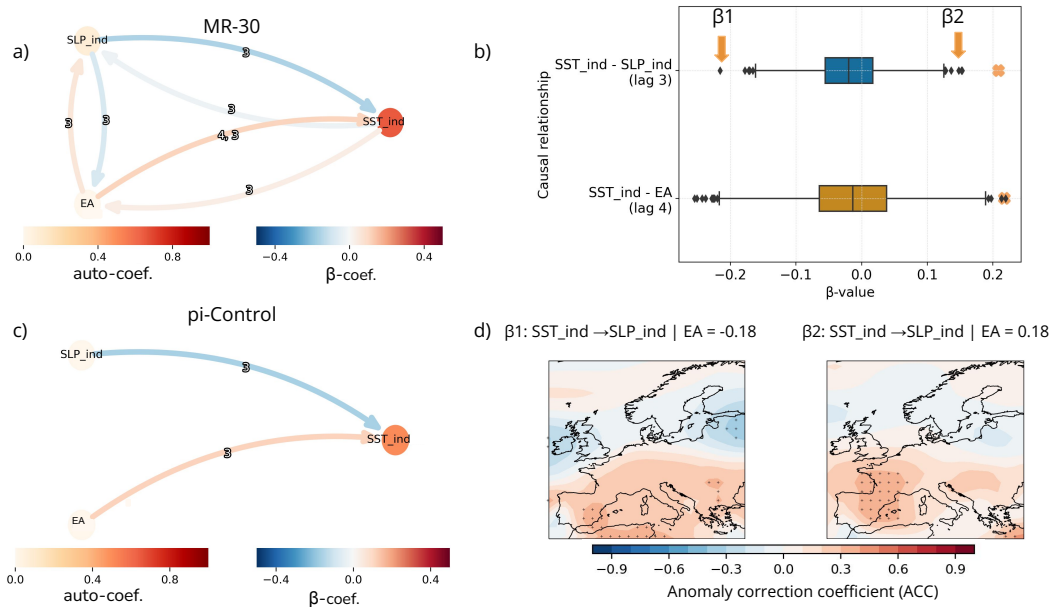 a)
MR-30
SLP_ind
3
3
3
3
4, 3
SST_ind
3
EA
0.0 0.4 0.8
auto-coef.
−0.4 0.0 0.4
β-coef.
b)
β1 β2
SST_ind - SLP_ind
(lag 3)
SST_ind - EA
(lag 4)
Causal relationship
−0.2 −0.1 0.0 0.1 0.2
β-value
c)
pi-Control
SLP_ind
3
SST_ind
3
EA
0.0 0.4 0.8
auto-coef.
−0.4 0.0 0.4
β-coef.
d)
β1: SST_ind →SLP_ind | EA = -0.18
β2: SST_ind →SLP_ind | EA = 0.18
−0.9 −0.6 −0.3 0.0 0.3 0.6 0.9
Anomaly correction coefficient (ACC)